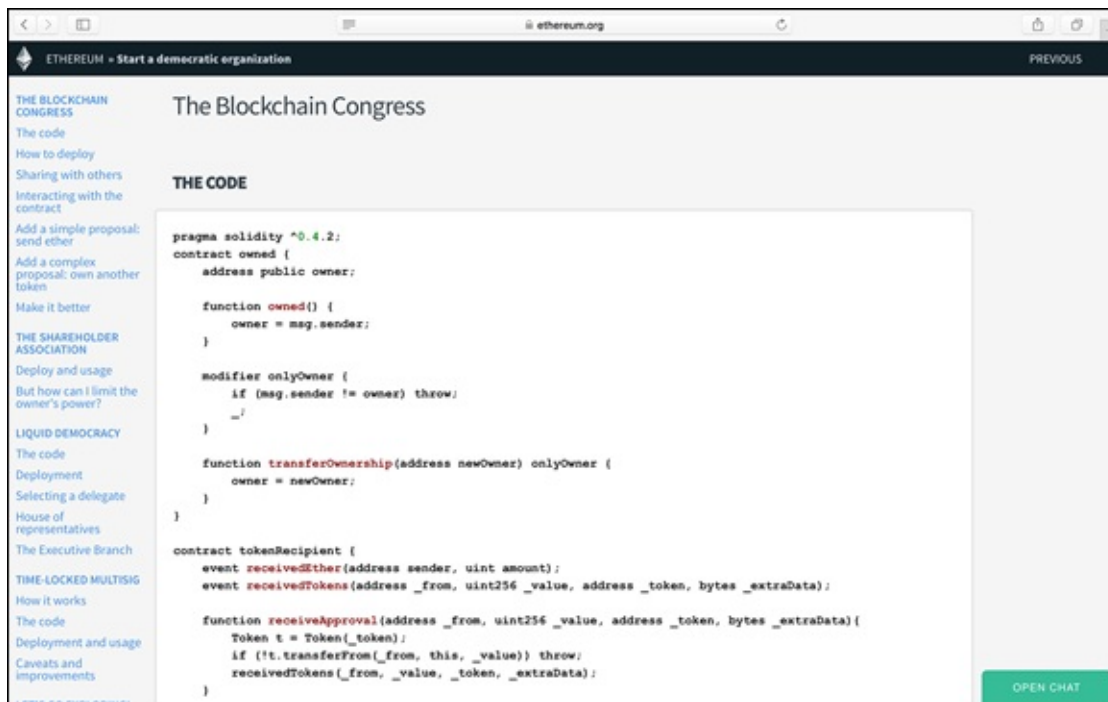 ethereum.org
ETHEREUM » Start a democratic organization
PREVIOUS
THE BLOCKCHAIN
CONGRESS
The code
How to deploy
Sharing with others
Interacting with the
contract
Add a simple proposal:
send ether
Add a complex
proposal: own another
token
Make it better
THE SHAREHOLDER
ASSOCIATION
Deploy and usage
But how can I limit the
owner's power?
LIQUID DEMOCRACY
The code
Deployment
Selecting a delegate
House of
representatives
The Executive Branch
TIME-LOCKED MULTISIG
How it works
The code
Deployment and usage
Caveats and
improvements
The Blockchain Congress
THE CODE
pragma solidity ^0.4.2;
contract owned {
address public owner;
function owned() {
owner = msg.sender;
}
modifier onlyOwner {
if (msg.sender != owner) throw;
_;
}
function transferOwnership(address newOwner) onlyOwner {
owner = newOwner;
}
}
contract tokenRecipient {
event receivedEther(address sender, uint amount);
event receivedTokens(address _from, uint256 _value, address _token, bytes _extraData);
function receiveApproval(address _from, uint256 _value, address _token, bytes _extraData){
Token t = Token(_token);
if (!t.transferFrom(_from, this, _value)) throw;
receivedTokens(_from, _value, _token, _extraData);
}
OPEN CHAT